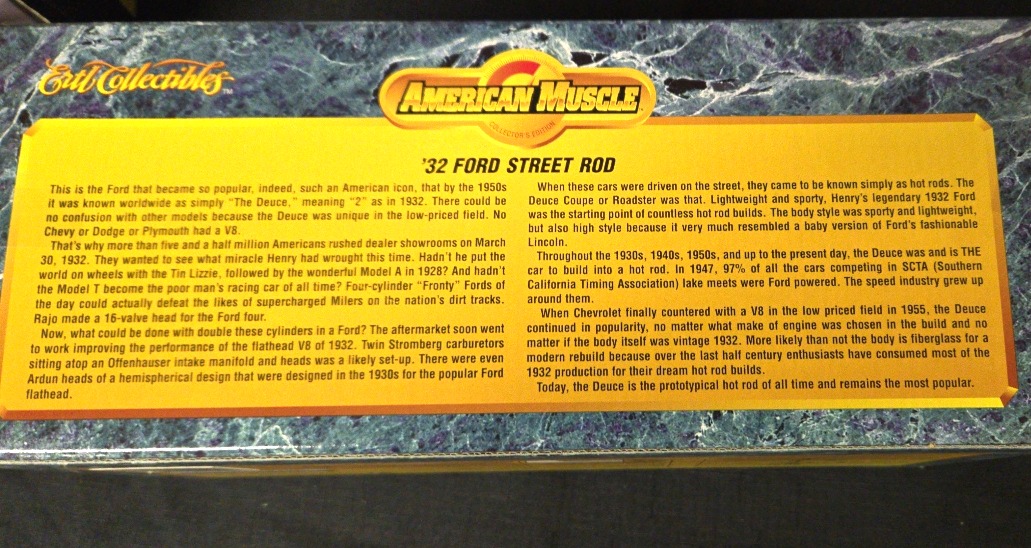 Ertl Collectibles™
AMERICAN MUSCLE
COLLECTOR'S EDITION
'32 FORD STREET ROD
This is the Ford that became so popular, indeed, such an American icon, that by the 1950s
it was known worldwide as simply "The Deuce," meaning "2" as in 1932. There could be
no confusion with other models because the Deuce was unique in the low-priced field. No
Chevy or Dodge or Plymouth had a V8.
That's why more than five and a half million Americans rushed dealer showrooms on March
30, 1932. They wanted to see what miracle Henry had wrought this time. Hadn't he put the
world on wheels with the Tin Lizzie, followed by the wonderful Model A in 1928? And hadn't
the Model T become the poor man's racing car of all time? Four-cylinder "Fronty" Fords of
the day could actually defeat the likes of supercharged Milers on the nation's dirt tracks.
Rajo made a 16-valve head for the Ford four.
Now, what could be done with double these cylinders in a Ford? The aftermarket soon went
to work improving the performance of the flathead V8 of 1932. Twin Stromberg carburetors
sitting atop an Offenhauser intake manifold and heads was a likely set-up. There were even
Ardun heads of a hemispherical design that were designed in the 1930s for the popular Ford
flathead.
When these cars were driven on the street, they came to be known simply as hot rods. The
Deuce Coupe or Roadster was that. Lightweight and sporty, Henry's legendary 1932 Ford
was the starting point of countless hot rod builds. The body style was sporty and lightweight,
but also high style because it very much resembled a baby version of Ford's fashionable
Lincoln.
Throughout the 1930s, 1940s, 1950s, and up to the present day, the Deuce was and is THE
car to build into a hot rod. In 1947, 97% of all the cars competing in SCTA (Southern
California Timing Association) lake meets were Ford powered. The speed industry grew up
around them.
When Chevrolet finally countered with a V8 in the low priced field in 1955, the Deuce
continued in popularity, no matter what make of engine was chosen in the build and no
matter if the body itself was vintage 1932. More likely than not the body is fiberglass for a
modern rebuild because over the last half century enthusiasts have consumed most of the
1932 production for their dream hot rod builds.
Today, the Deuce is the prototypical hot rod of all time and remains the most popular.